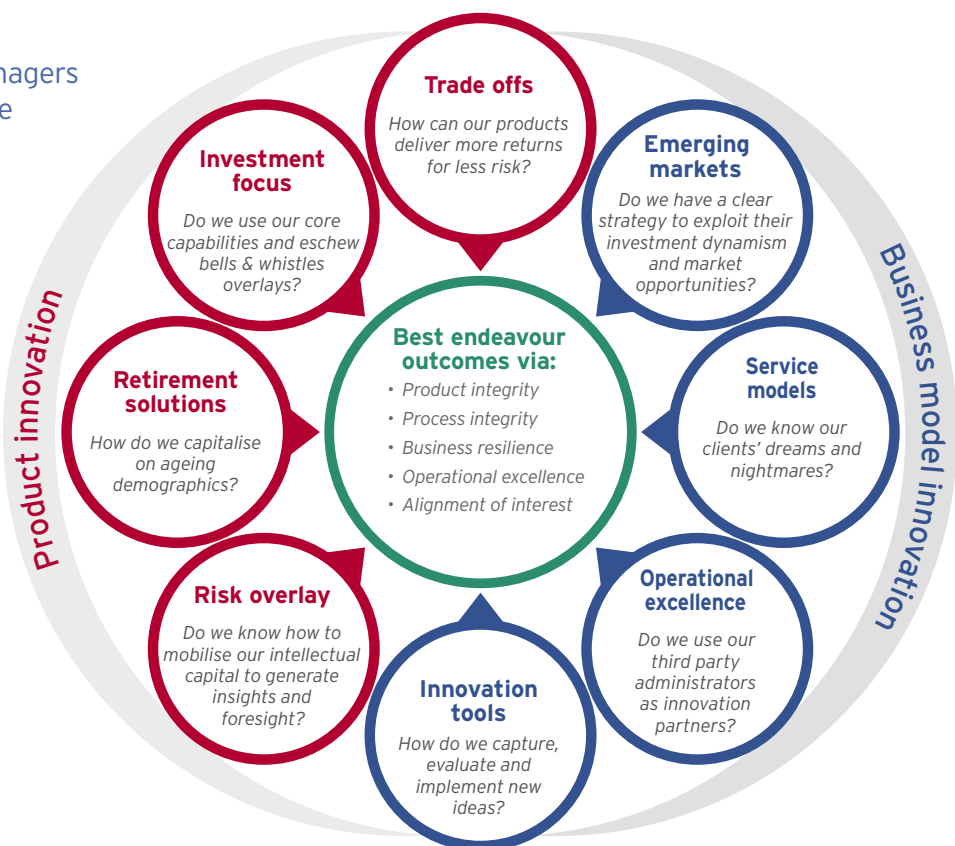 e
Trade offs
How can our products
deliver more returns
for less risk?
Emerging
markets
Do we have a clear
strategy to exploit their
investment dynamism
and market
opportunities?
Service
models
Do we know our
clients’ dreams and
nightmares?
Operational
excellence
Do we use our
third party
administrators
as innovation
partners?
Innovation
tools
How do we capture,
evaluate and
implement new
ideas?
Risk overlay
Do we know how to
mobilise our intellectual
capital to generate
insights and
foresight?
Retirement
solutions
How do we capitalise
on ageing
demographics?
Investment
focus
Do we use our core
capabilities and eschew
bells & whistles
overlays?
Best endeavour
outcomes via:
• Product integrity
• Process integrity
• Business resilience
• Operational excellence
• Alignment of interest
Product innovation
Business model innovation